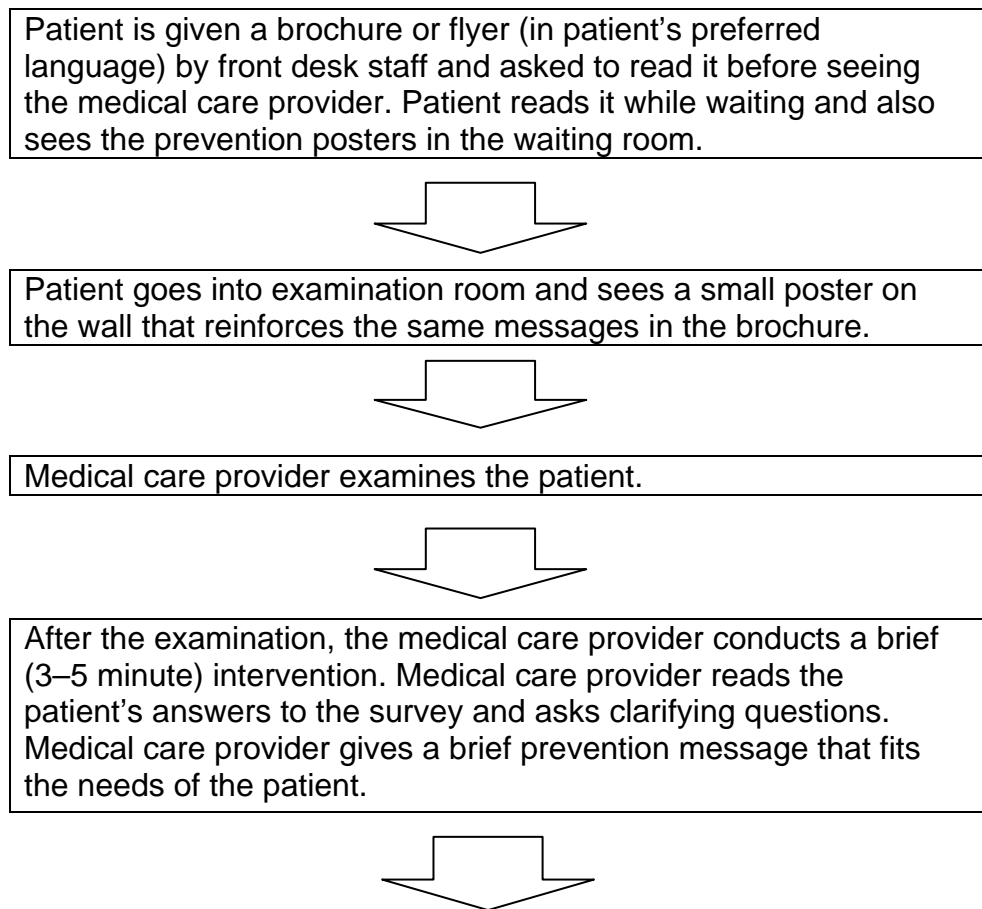 Patient is given a brochure or flyer (in patient’s preferred
language) by front desk staff and asked to read it before seeing
the medical care provider. Patient reads it while waiting and also
sees the prevention posters in the waiting room.
Patient goes into examination room and sees a small poster on
the wall that reinforces the same messages in the brochure.
Medical care provider examines the patient.
After the examination, the medical care provider conducts a brief
(3–5 minute) intervention. Medical care provider reads the
patient’s answers to the survey and asks clarifying questions.
Medical care provider gives a brief prevention message that fits
the needs of the patient.